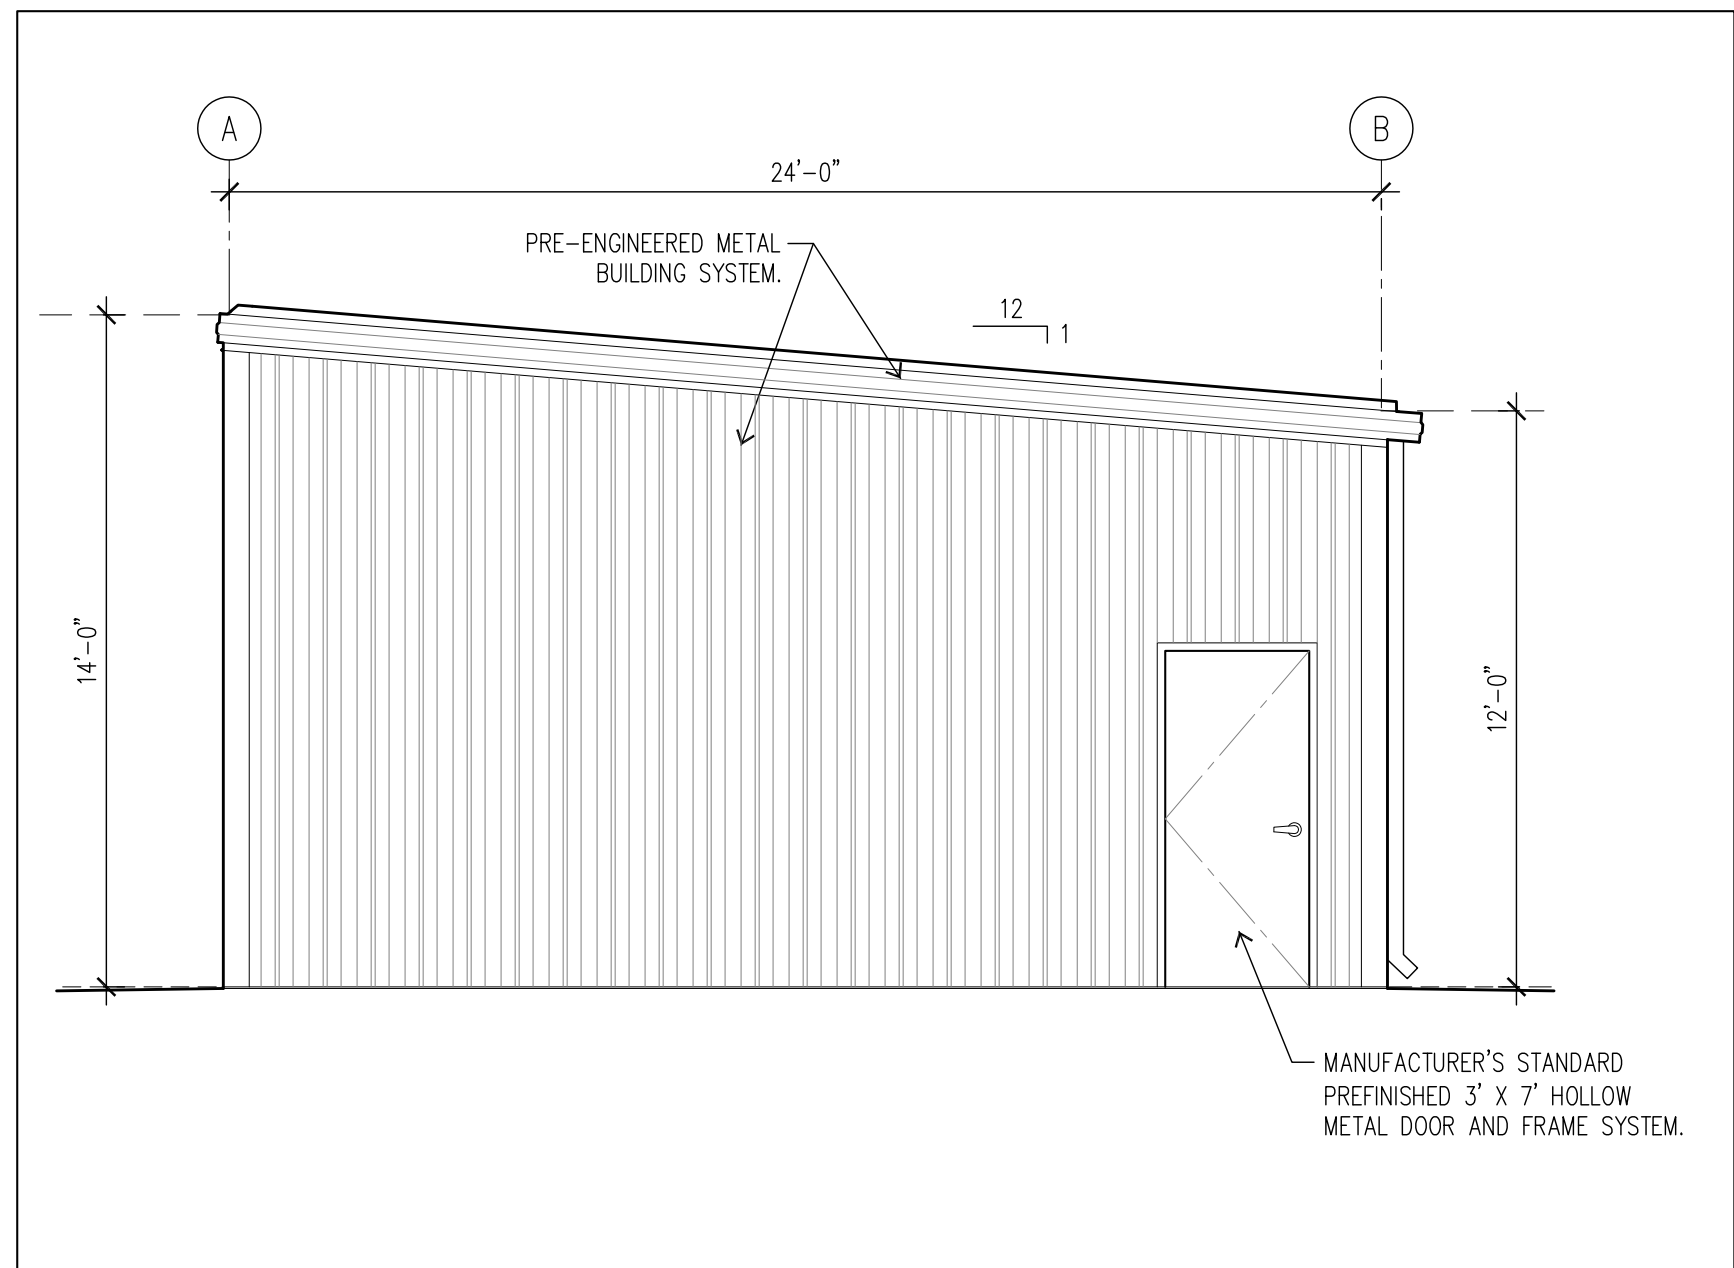 A
B
24'-0"
PRE-ENGINEERED METAL
BUILDING SYSTEM.
12
1
14'-0"
12'-0"
MANUFACTURER'S STANDARD
PREFINISHED 3' X 7' HOLLOW
METAL DOOR AND FRAME SYSTEM.